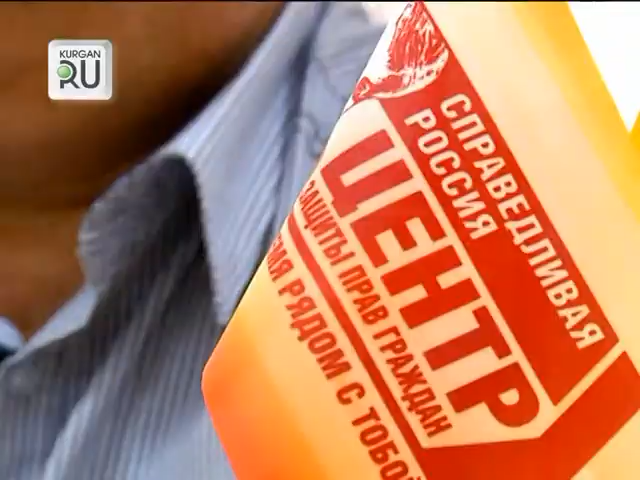 KURGAN
RU
СПРАВЕДЛИВАЯ
РОССИЯ
ЦЕНТР
ЗАЩИТЫ ПРАВ ГРАЖДАН
РЯДОМ С ТОБОЙ